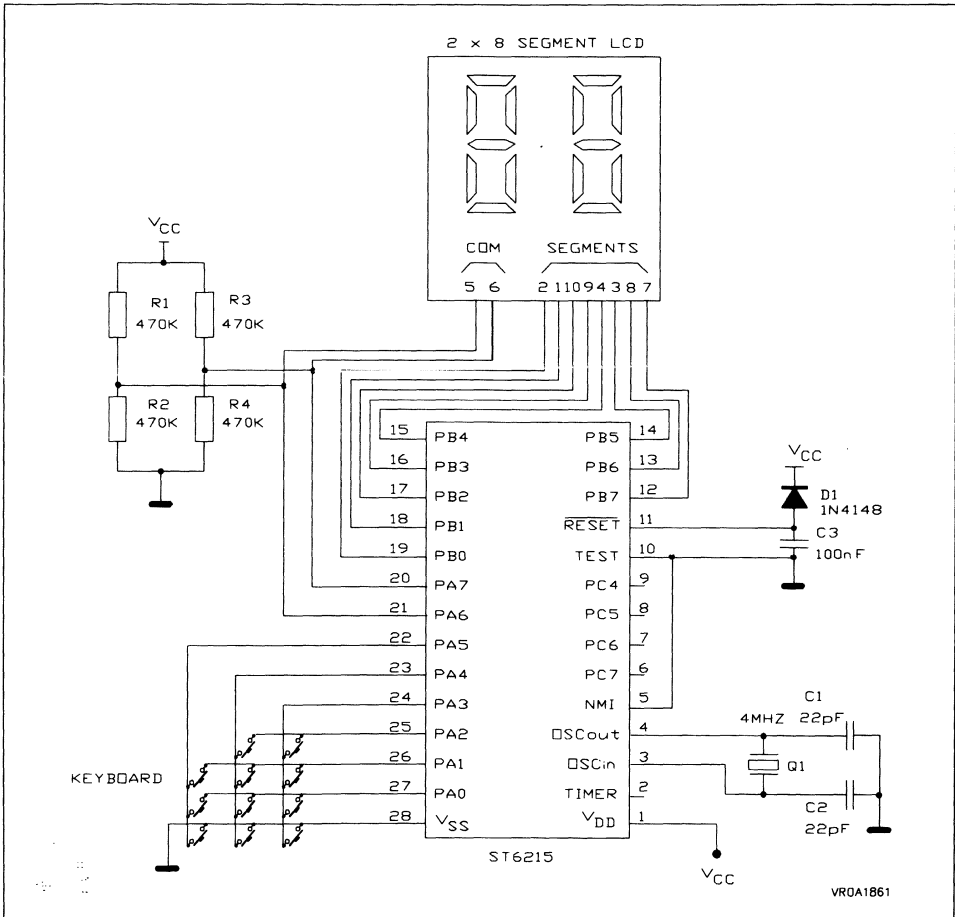 2 x 8 SEGMENT LCD
COM SEGMENTS
5 6 2 11 10 9 4 3 8 7
VCC
R1 470K
R3 470K
R2 470K
R4 470K
15 PB4
16 PB3
17 PB2
18 PB1
19 PB0
20 PA7
21 PA6
22 PA5
23 PA4
24 PA3
25 PA2
26 PA1
27 PA0
28 VSS
PB5 14
PB6 13
PB7 12
RESET 11
TEST 10
PC4 9
PC5 8
PC6 7
PC7 6
NMI 5
OSCout 4
OSCin 3
TIMER 2
VDD 1
ST6215
KEYBOARD
VCC
D1
1N4148
C3
100nF
C1
22pF
4MHZ
Q1
C2
22pF
VCC
VR0A1861